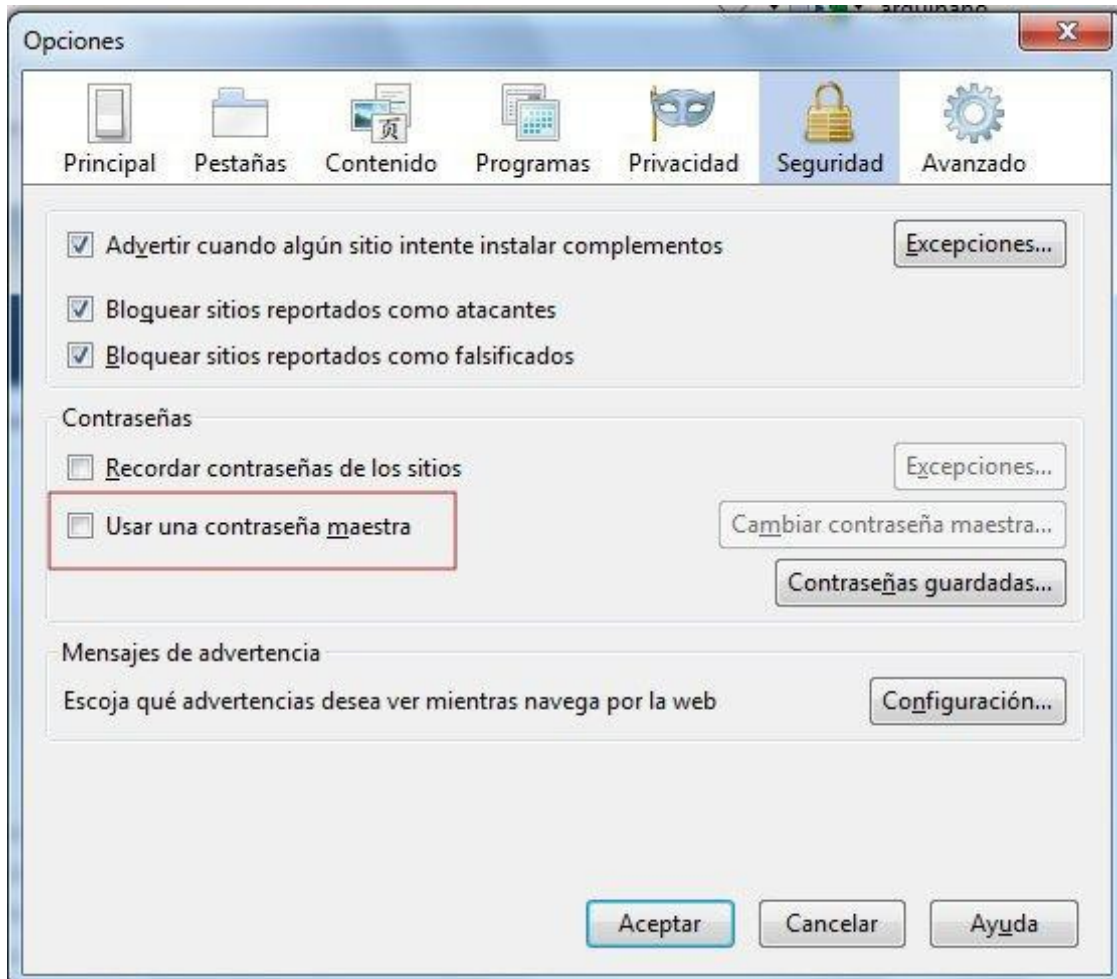 Opciones
Principal Pestañas Contenido Programas Privacidad Seguridad Avanzado
页
Advertir cuando algún sitio intente instalar complementos Excepciones...
Bloquear sitios reportados como atacantes
Bloquear sitios reportados como falsificados
Contraseñas
Recordar contraseñas de los sitios Excepciones...
Usar una contraseña maestra Cambiar contraseña maestra...
Contraseñas guardadas...
Mensajes de advertencia
Escoja qué advertencias desea ver mientras navega por la web Configuración...
Aceptar Cancelar Ayuda